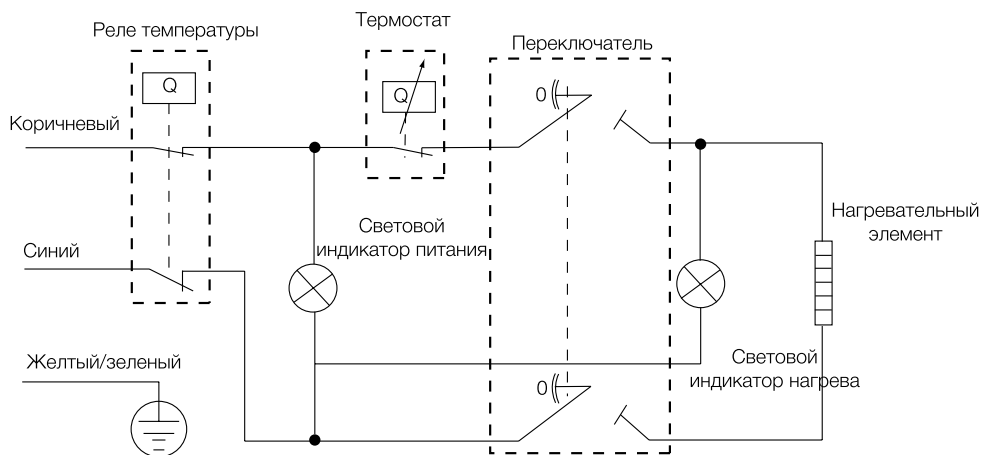 Реле температуры
Термостат
Переключатель
Q
Q
0
Коричневый
Синий
Световой
индикатор питания
Нагревательный
элемент
Желтый/зеленый
Световой
индикатор нагрева
0